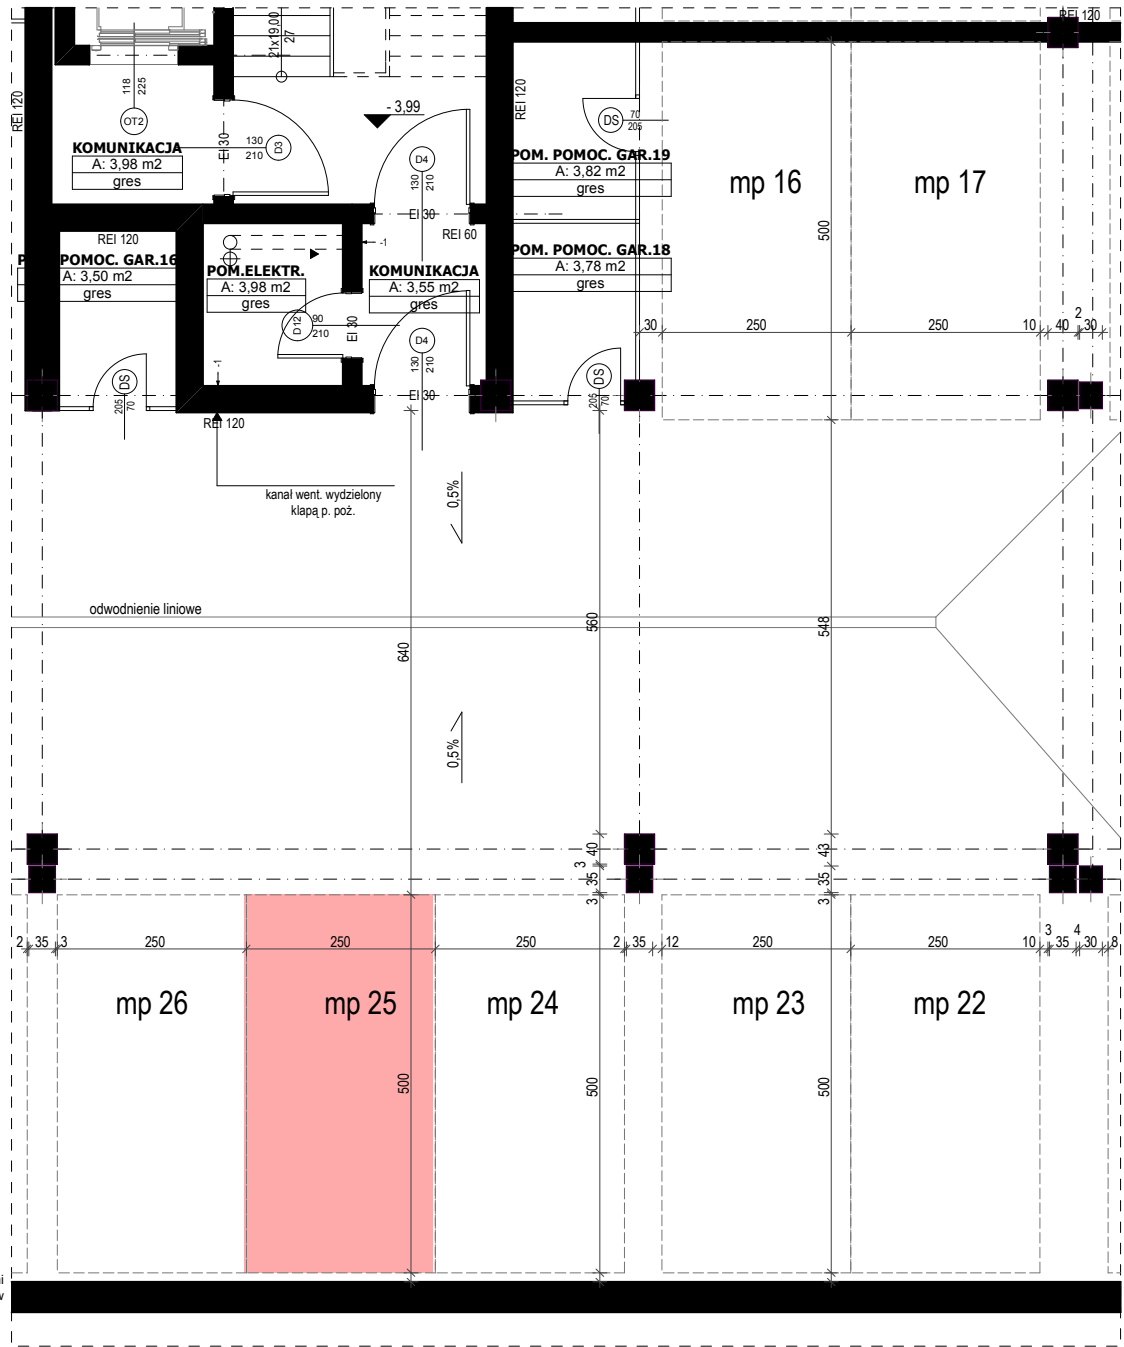 REI 120
21x19,00
27
REI 120
118
225
OT2
- 3,99
REI 120
70
205
DS
KOMUNIKACJA
A: 3,98 m2
gres
EI 30
130
210
D3
D4
130
210
EI 30
POM. POMOC. GAR.19
A: 3,82 m2
gres
mp 16
mp 17
500
REI 120
REI 60
-1
POMOC. GAR.16
A: 3,50 m2
gres
POM.ELEKTR.
A: 3,98 m2
gres
KOMUNIKACJA
A: 3,55 m2
gres
POM. POMOC. GAR.18
A: 3,78 m2
gres
D12
90
210
EI 30
D4
130
210
EI 30
30
250
250
10
40
2
30
-1
DS
205
70
DS
205
70
REI 120
kanał went. wydzielony
klapą p. poż.
0,5%
odwodnienie liniowe
640
560
548
0,5%
40
3
35
3
43
35
3
2
35
3
250
250
250
2
35
12
250
250
10
3
35
4
30
8
mp 26
mp 25
mp 24
mp 23
mp 22
500
500
500